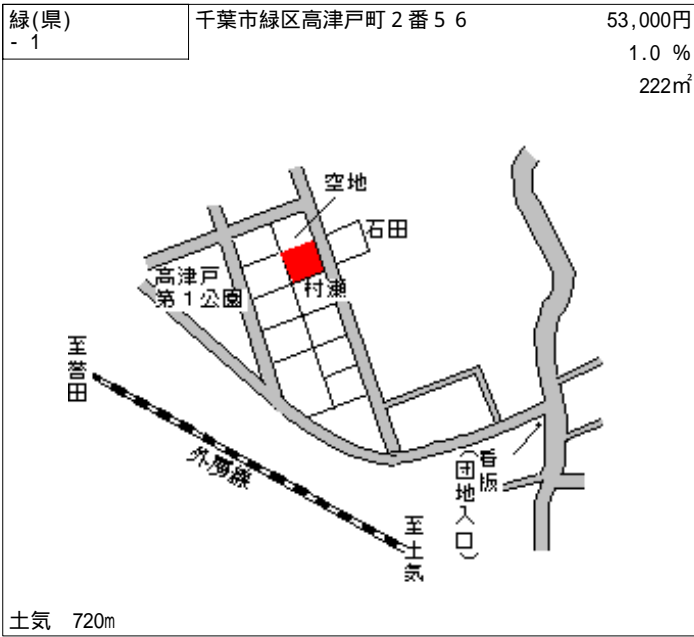 緑(県)
- 1
千葉市緑区高津戸町２番５６
53,000円
1.0 %
222㎡
空地
石田
村瀬
高津戸
第１公園
至誉田
外房線
至土気
看板
(団地入口)
土気 720m